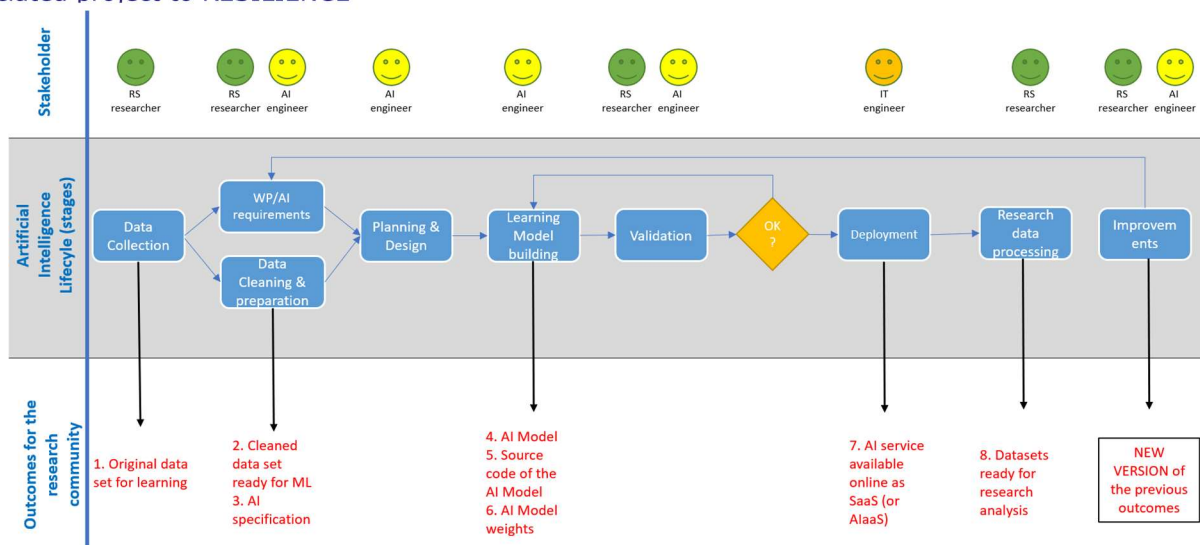 related project to RESILIENCE
Stakeholder
RS
researcher
RS
researcher
AI
engineer
AI
engineer
AI
engineer
RS
researcher
AI
engineer
IT
engineer
RS
researcher
RS
researcher
AI
engineer
Artificial
Intelligence
Lifecyle (stages)
Data
Collection
WP/AI
requirements
Data
Cleaning &
preparation
Planning &
Design
Learning
Model
building
Validation
OK
?
Deployment
Research
data
processing
Improvem
ents
Outcomes for the
research
community
1. Original data
set for learning
2. Cleaned
data set
ready for ML
3. AI
specification
4. AI Model
5. Source
code of the
AI Model
6. AI Model
weights
7. AI service
available
online as
SaaS (or
AIaaS)
8. Datasets
ready for
research
analysis
NEW
VERSION of
the previous
outcomes